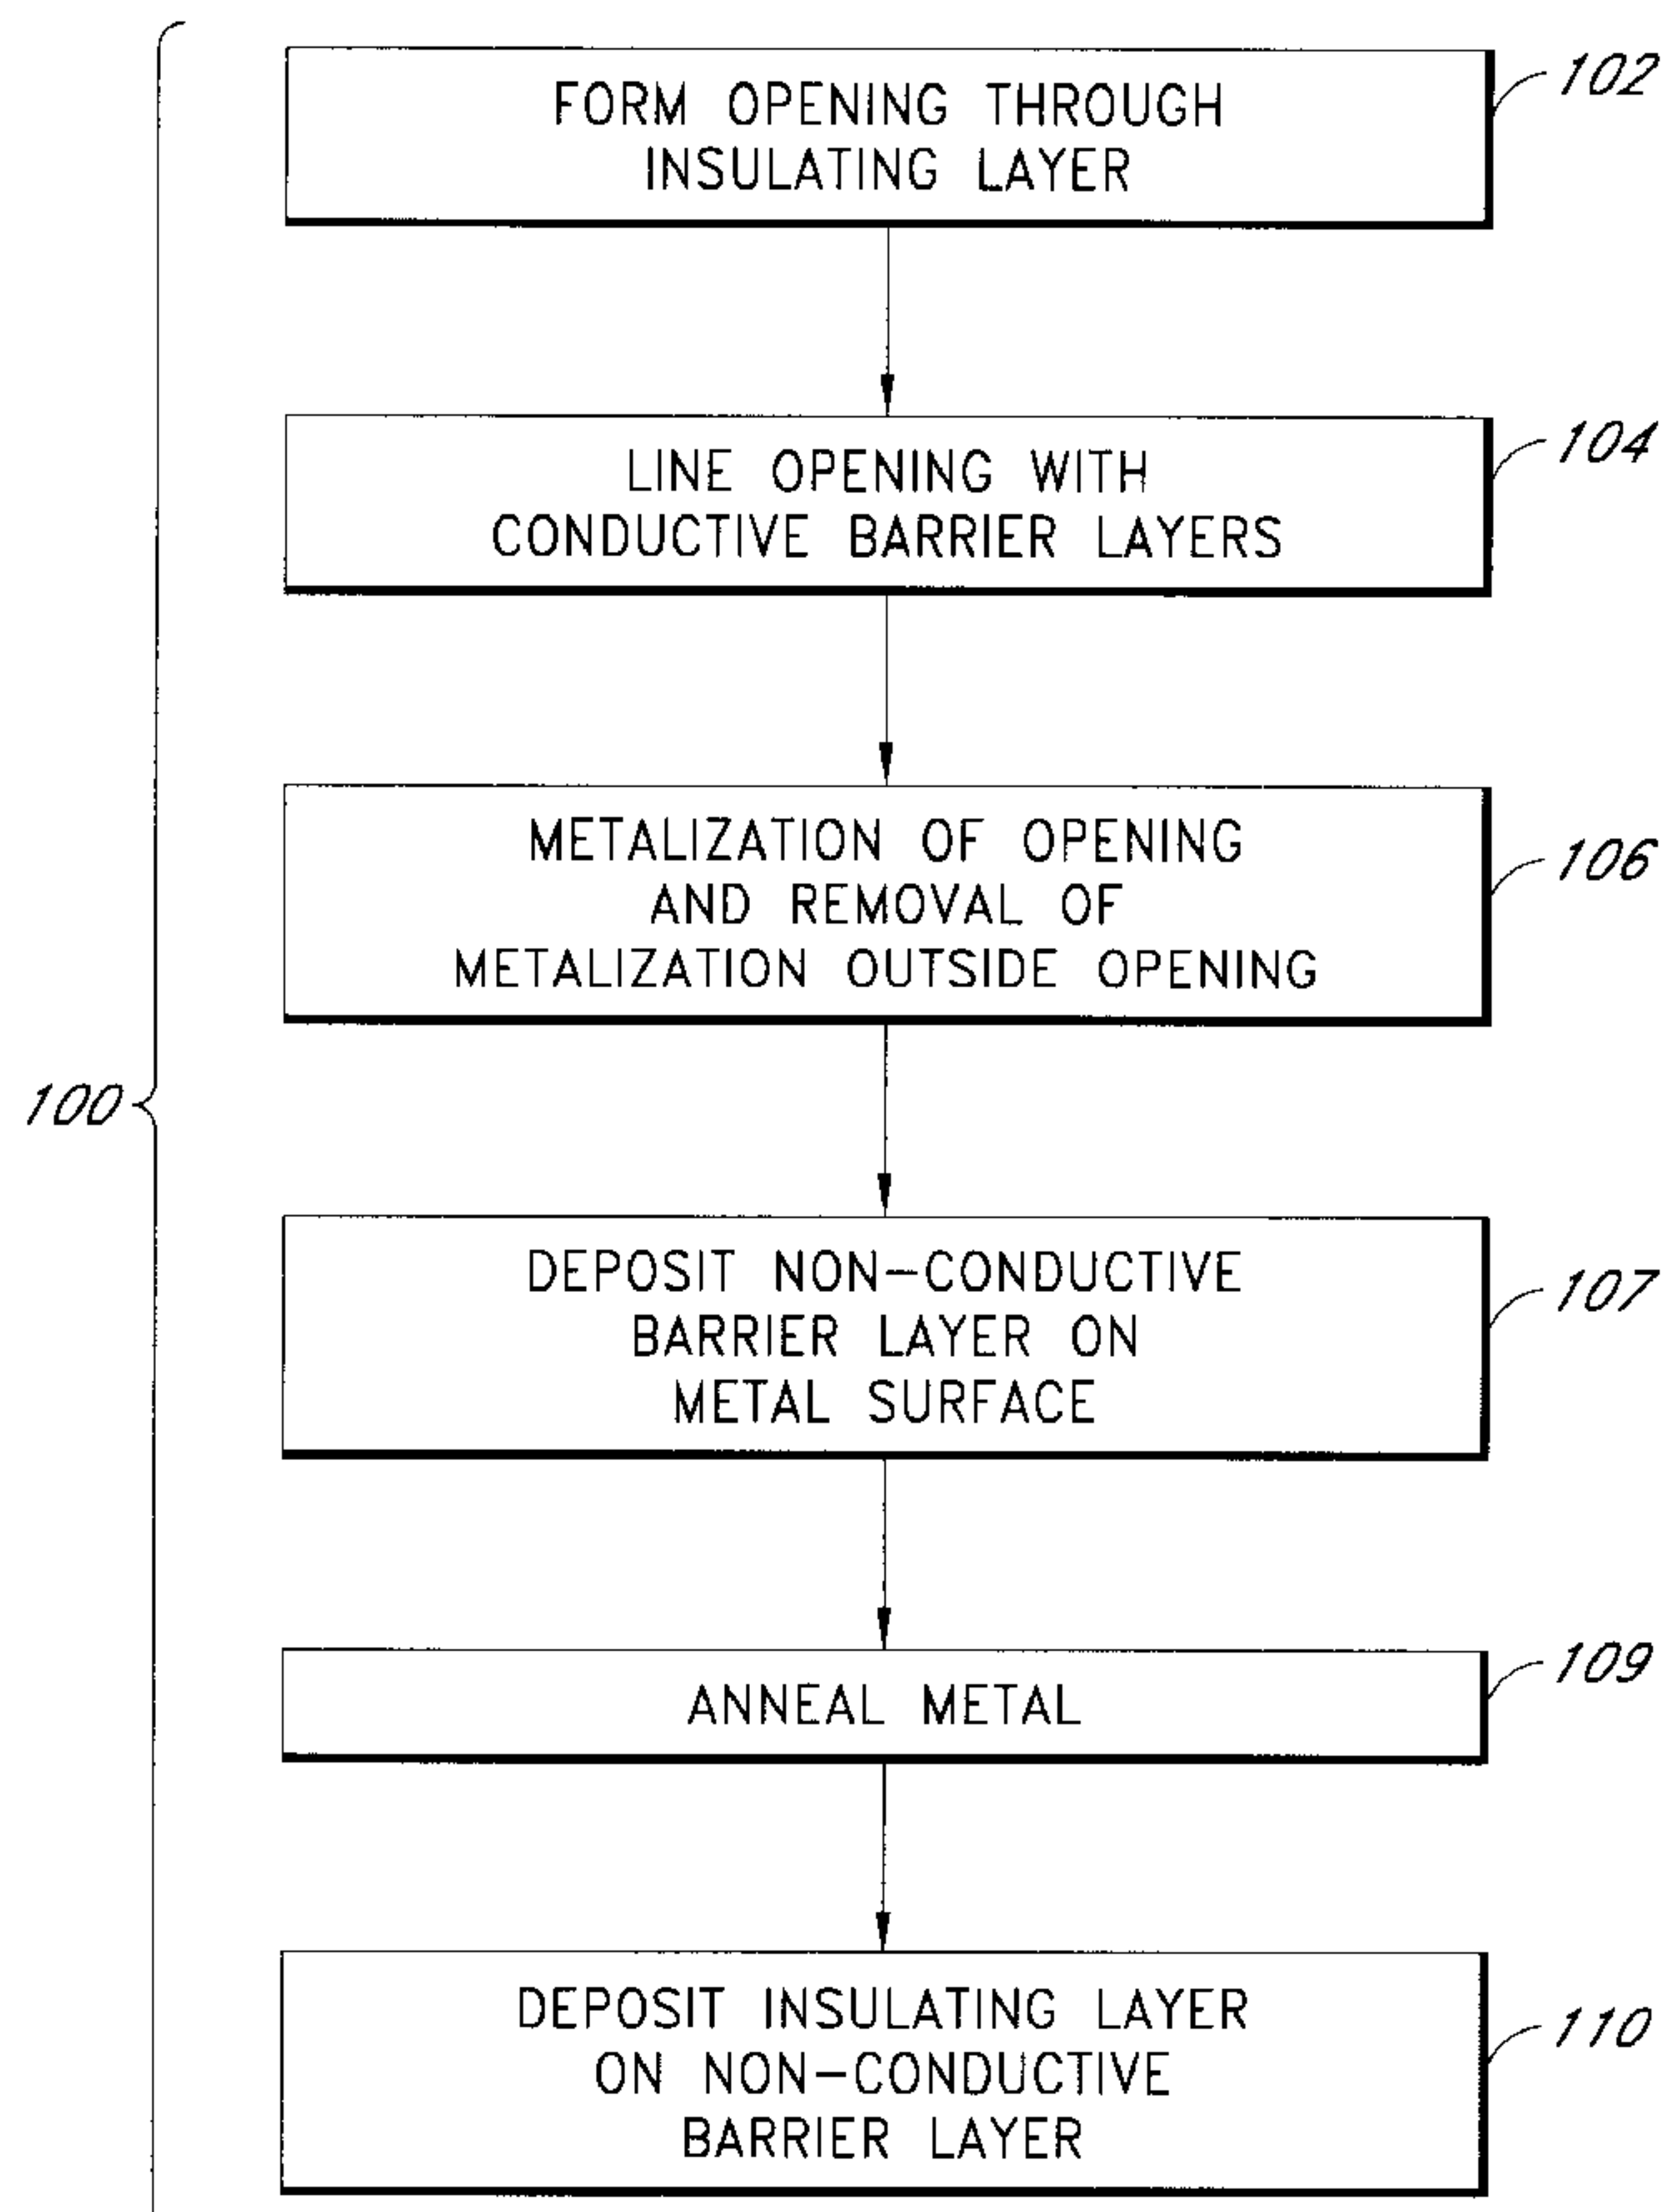 FORM OPENING THROUGH
INSULATING LAYER
102
LINE OPENING WITH
CONDUCTIVE BARRIER LAYERS
104
METALIZATION OF OPENING
AND REMOVAL OF
METALIZATION OUTSIDE OPENING
106
100
DEPOSIT NON-CONDUCTIVE
BARRIER LAYER ON
METAL SURFACE
107
ANNEAL METAL
109
DEPOSIT INSULATING LAYER
ON NON-CONDUCTIVE
BARRIER LAYER
110